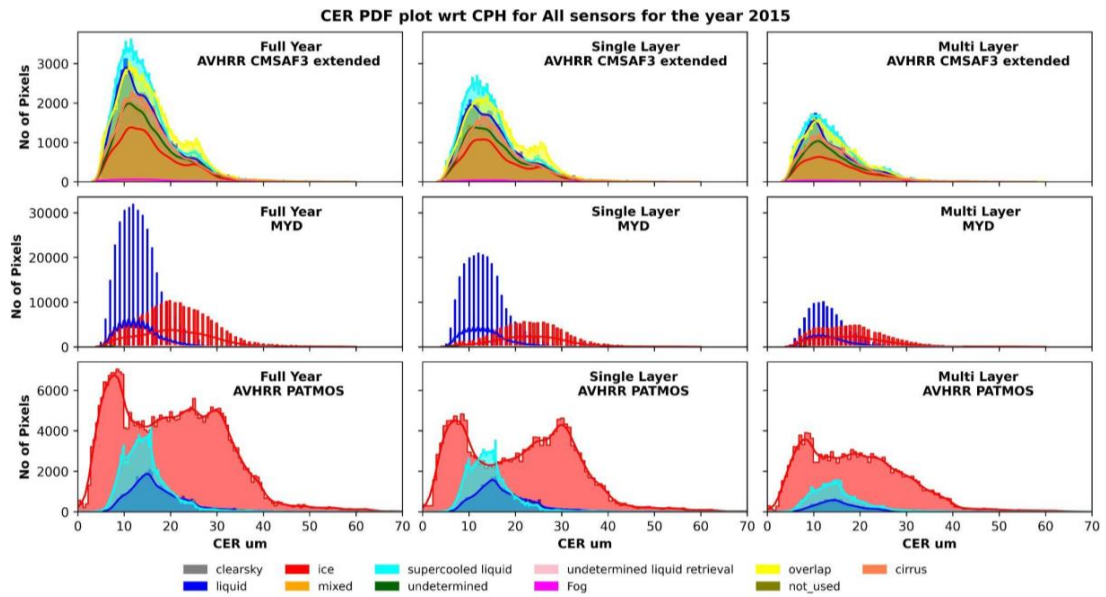 CER PDF plot wrt CPH for All sensors for the year 2015
No of Pixels
3000
2000
1000
0
Full Year
AVHRR CMSAF3 extended
Single Layer
AVHRR CMSAF3 extended
Multi Layer
AVHRR CMSAF3 extended
No of Pixels
30000
20000
10000
0
Full Year
MYD
Single Layer
MYD
Multi Layer
MYD
No of Pixels
6000
4000
2000
0
Full Year
AVHRR PATMOS
Single Layer
AVHRR PATMOS
Multi Layer
AVHRR PATMOS
0 10 20 30 40 50 60 70
0 10 20 30 40 50 60 70
0 10 20 30 40 50 60 70
CER um
CER um
CER um
clearsky ice supercooled liquid undetermined liquid retrieval overlap cirrus
liquid mixed undetermined Fog not_used